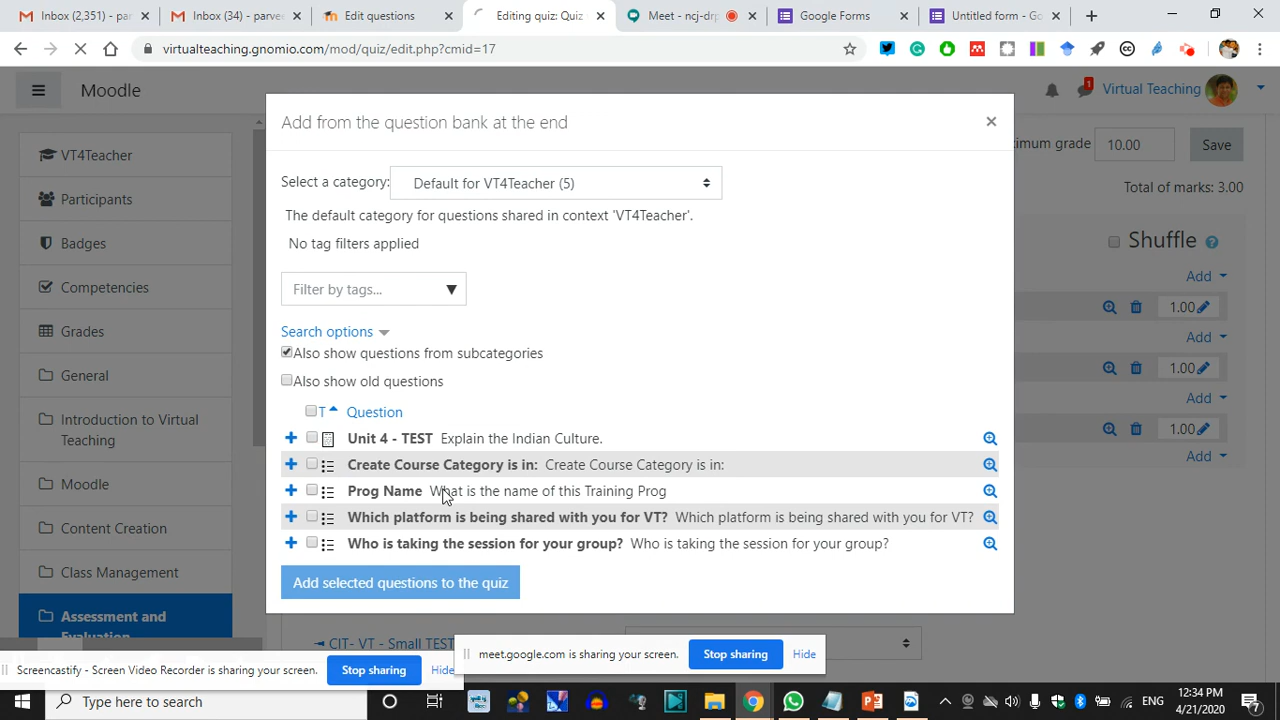 Inbox (2,351) - par
Inbox (34) - parvee
Edit questions
Editing quiz: Quiz
Meet - ncj-drp
Google Forms
Untitled form - Go
virtualteaching.gnomio.com/mod/quiz/edit.php?cmid=17
Moodle
1
Virtual Teaching
Add from the question bank at the end
imum grade
10.00
Save
VT4Teacher
Select a category:
Default for VT4Teacher (5)
Total of marks: 3.00
Participants
The default category for questions shared in context 'VT4Teacher'.
Badges
No tag filters applied
Shuffle
Competencies
Filter by tags...
Add
1.00
Grades
Search options
Add
Also show questions from subcategories
General
Also show old questions
1.00
Introduction to Virtual
Teaching
T
Question
Add
Unit 4 - TEST Explain the Indian Culture.
1.00
Create Course Category is in: Create Course Category is in:
Add
Moodle
Prog Name What is the name of this Training Prog
Content Creation
Which platform is being shared with you for VT? Which platform is being shared with you for VT?
Who is taking the session for your group? Who is taking the session for your group?
Class Management
Add selected questions to the quiz
Assessment and
Evaluation
CIT- VT - Small TEST
Screencastify - Screen Video Recorder is sharing your screen.
Stop sharing
Hide
meet.google.com is sharing your screen.
Stop sharing
Hide
Type here to search
ENG
12:34 PM
4/21/2020
7